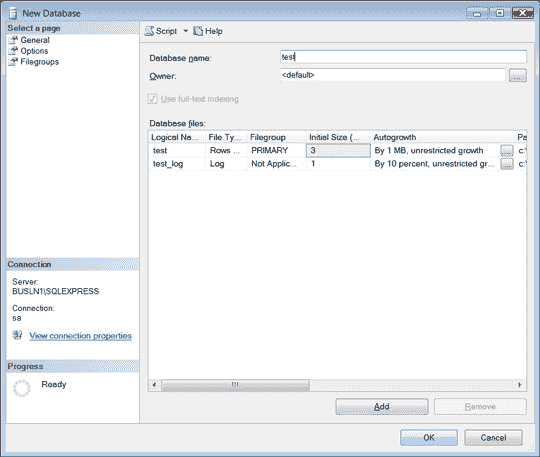 New Database
Select a page
General
Options
Filegroups
Script
Help
Database name:
test
Owner:
<default>
...
Use full-text indexing
Database files:
Logical Na... File Ty... Filegroup Initial Size (... Autogrowth Pa
test Rows ... PRIMARY 3 By 1 MB, unrestricted growth ... c:\
test_log Log Not Applic... 1 By 10 percent, unrestricted gr... ... c:\
Connection
Server:
BUSLN1\SQLEXPRESS
Connection:
sa
View connection properties
Progress
Ready
Add
Remove
OK
Cancel